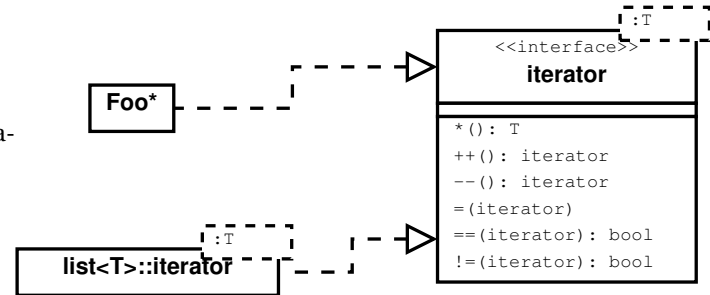 :T
<<interface>>
iterator
Foo*
a-
*(): T
++(): iterator
--(): iterator
=(iterator)
==(iterator): bool
!=(iterator): bool
:T
list<T>::iterator